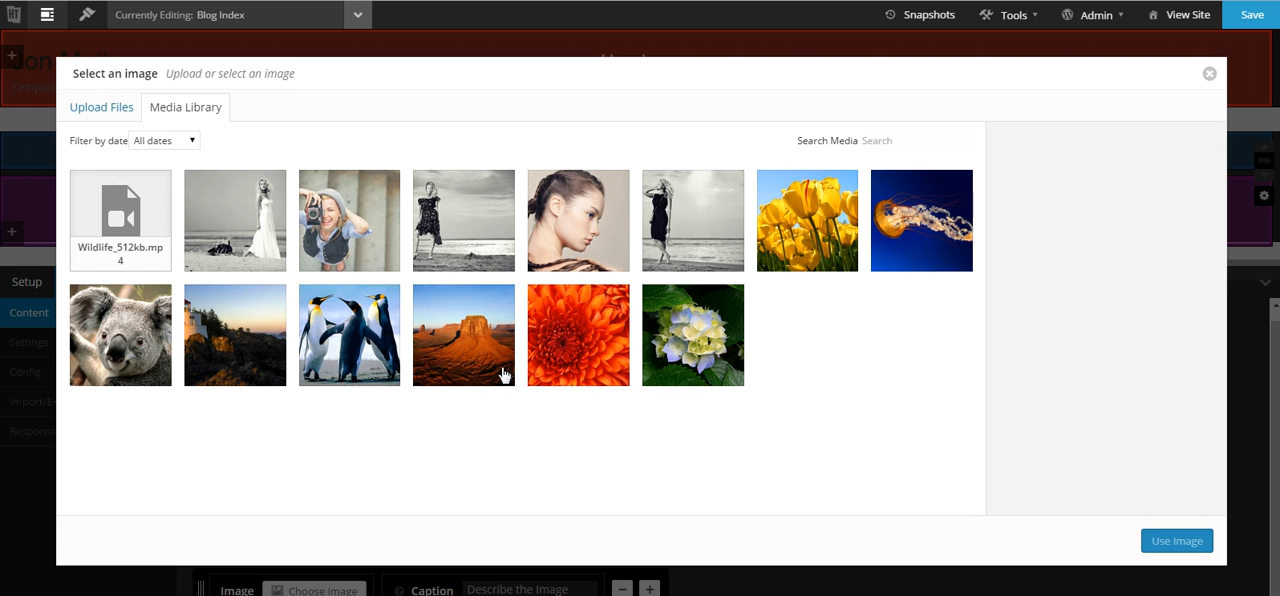 Currently Editing: Blog Index
Snapshots
Tools
Admin
View Site
Save
Select an image Upload or select an image
Upload Files
Media Library
Filter by date All dates
Search Media Search
Wildlife_512kb.mp
4
Setup
Content
Settings
Config
Use Image
Image
Choose Image
Caption
Describe the Image